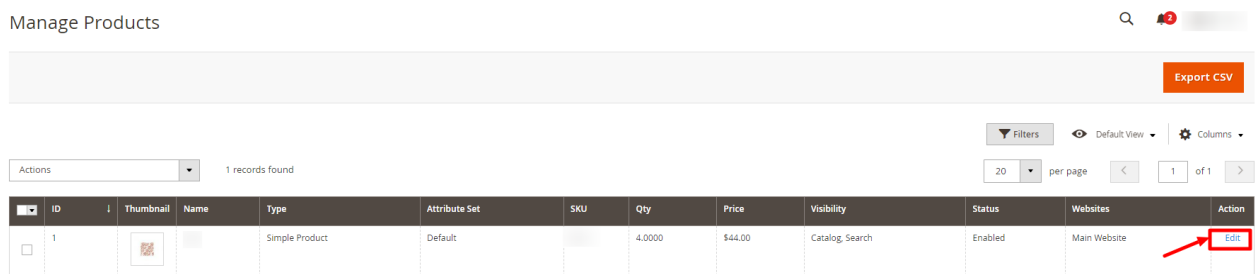 Manage Products
2
Export CSV
Filters
Default View
Columns
Actions
1 records found
20
per page
1
of 1
ID Thumbnail Name Type Attribute Set SKU Qty Price Visibility Status Websites Action
1 Simple Product Default 4.0000 $44.00 Catalog, Search Enabled Main Website Edit